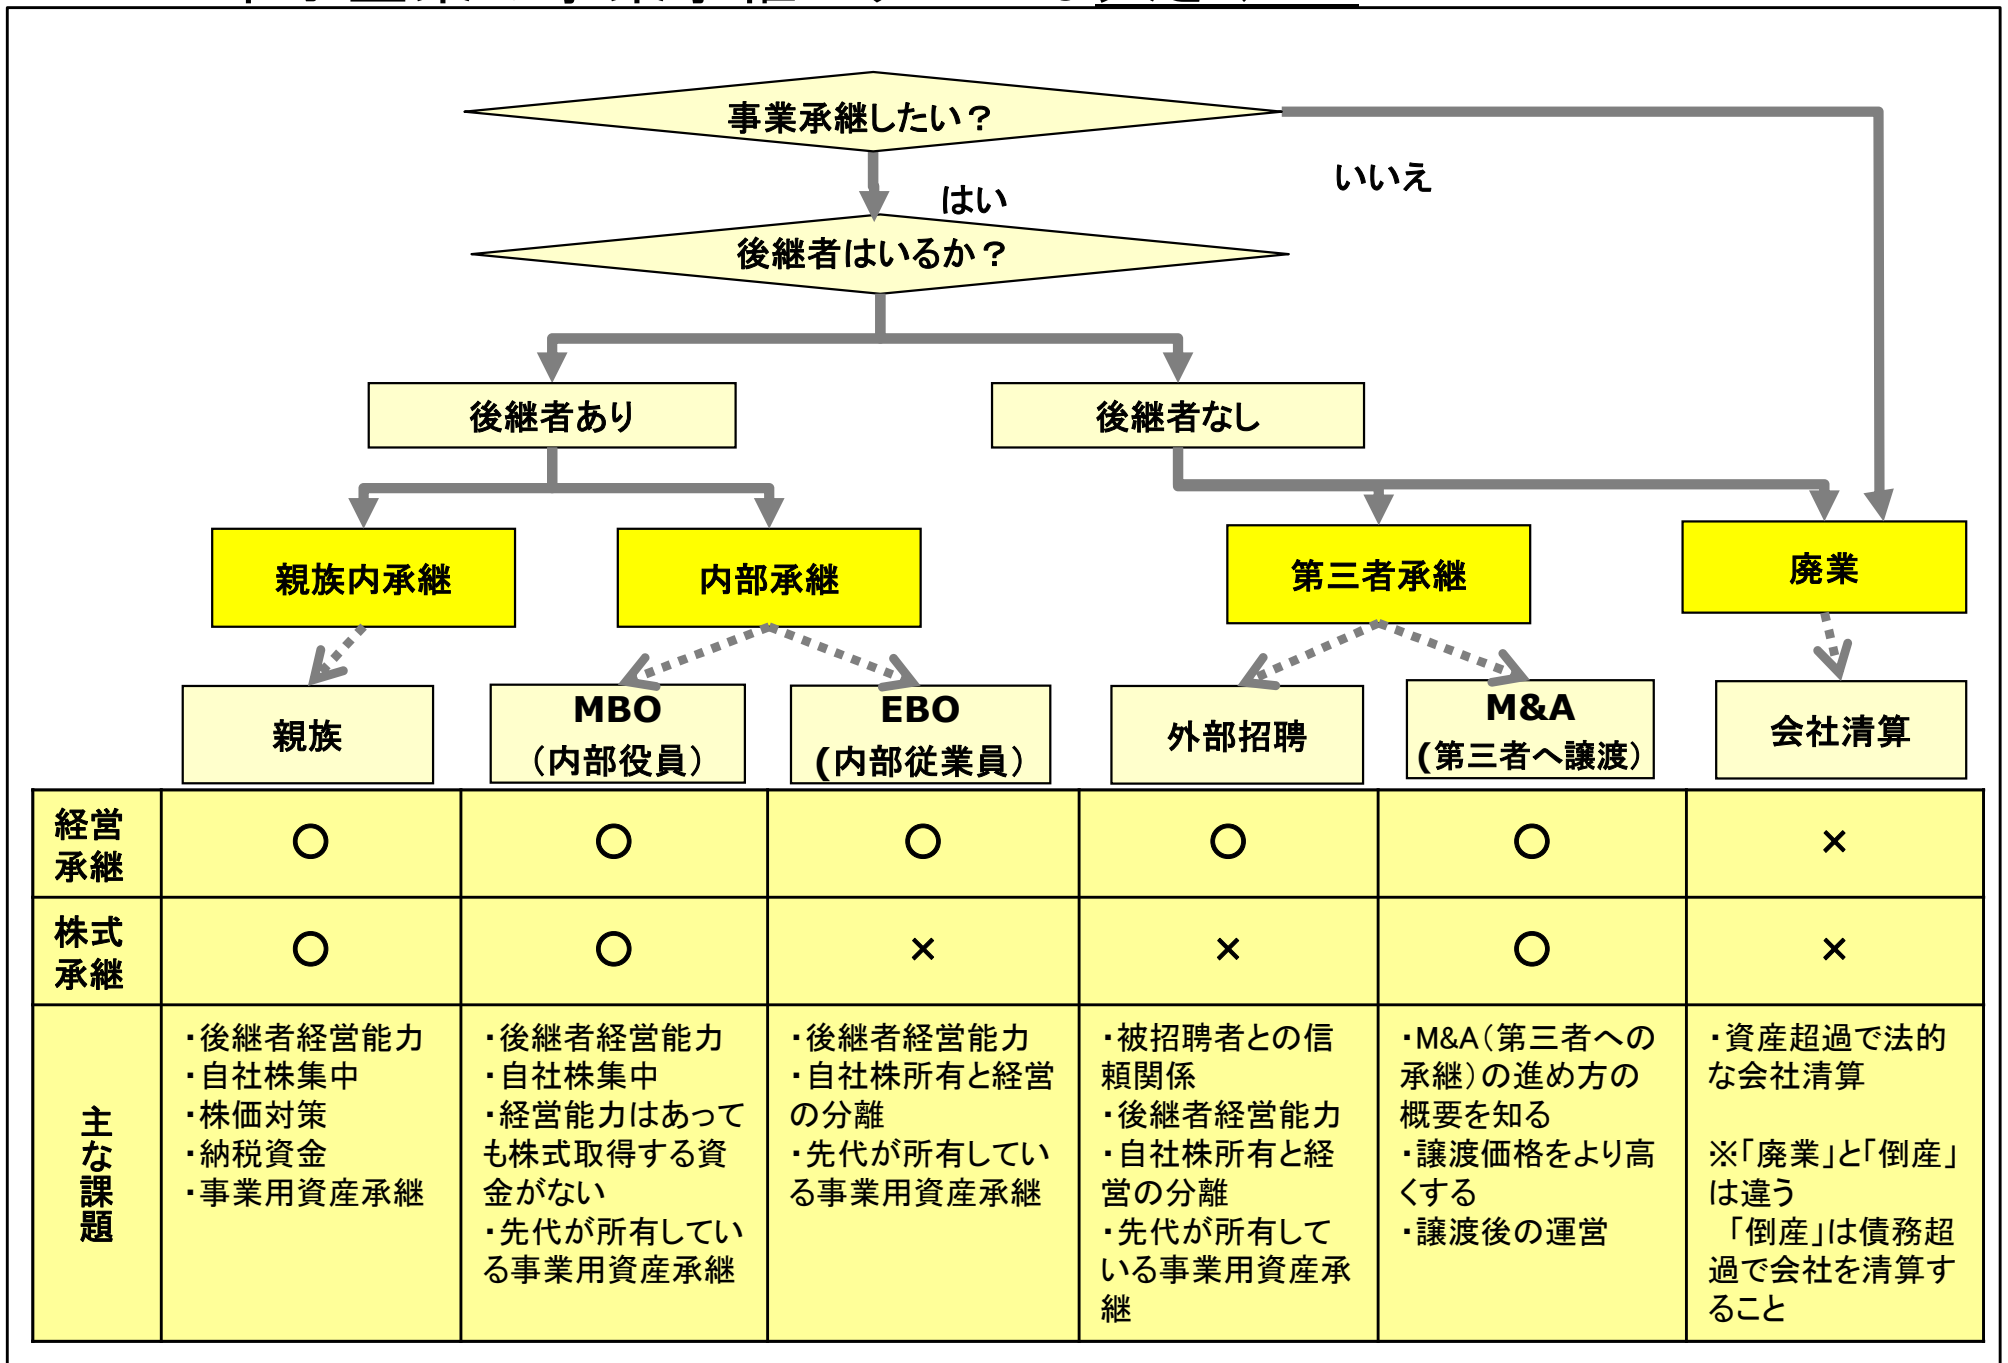 事業承継したい？
いいえ
はい
後継者はいるか？
後継者あり
後継者なし
親族内承継
内部承継
第三者承継
廃業
親族
MBO
（内部役員）
EBO
(内部従業員）
外部招聘
M&A
(第三者へ譲渡）
会社清算
経営
承継
○
○
○
○
○
×
株式
承継
○
○
×
×
○
×
主な課題
・後継者経営能力
・自社株集中
・株価対策
・納税資金
・事業用資産承継
・後継者経営能力
・自社株集中
・経営能力はあって
も株式取得する資
金がない
・先代が所有してい
る事業用資産承継
・後継者経営能力
・自社株所有と経営
の分離
・先代が所有してい
る事業用資産承継
・被招聘者との信
頼関係
・後継者経営能力
・自社株所有と経
営の分離
・先代が所有して
いる事業用資産承
継
・M&A（第三者への
承継）の進め方の
概要を知る
・譲渡価格をより高
くする
・譲渡後の運営
・資産超過で法的
な会社清算
※「廃業」と「倒産」
は違う
「倒産」は債務超
過で会社を清算す
ること